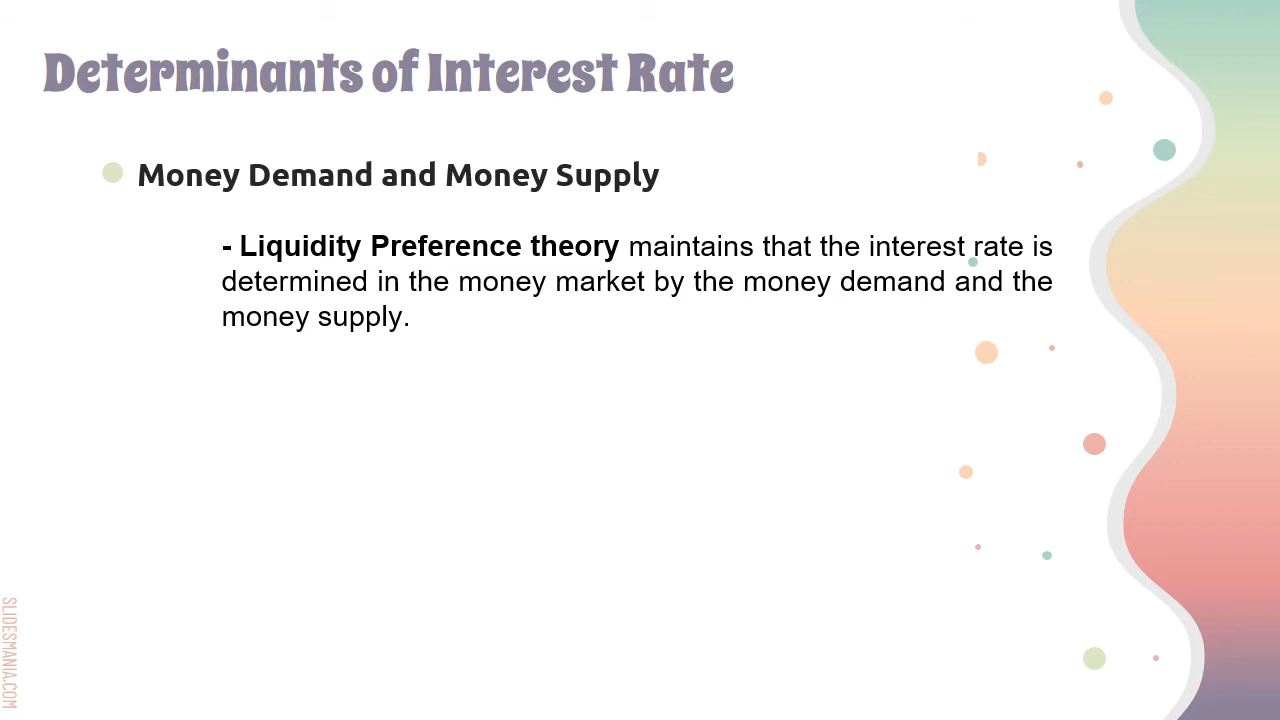 Determinants of Interest Rate
Money Demand and Money Supply
- Liquidity Preference theory maintains that the interest rate is
determined in the money market by the money demand and the
money supply.
SLIDESMANIA.COM